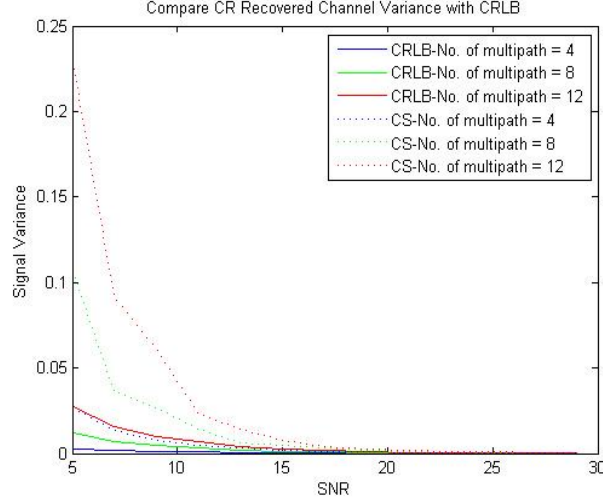 Compare CR Recovered Channel Variance with CRLB
0.25
0.2
0.15
0.1
0.05
0
Signal Variance
CRLB-No. of multipath = 4
CRLB-No. of multipath = 8
CRLB-No. of multipath = 12
CS-No. of multipath = 4
CS-No. of multipath = 8
CS-No. of multipath = 12
5
10
15
20
25
30
SNR